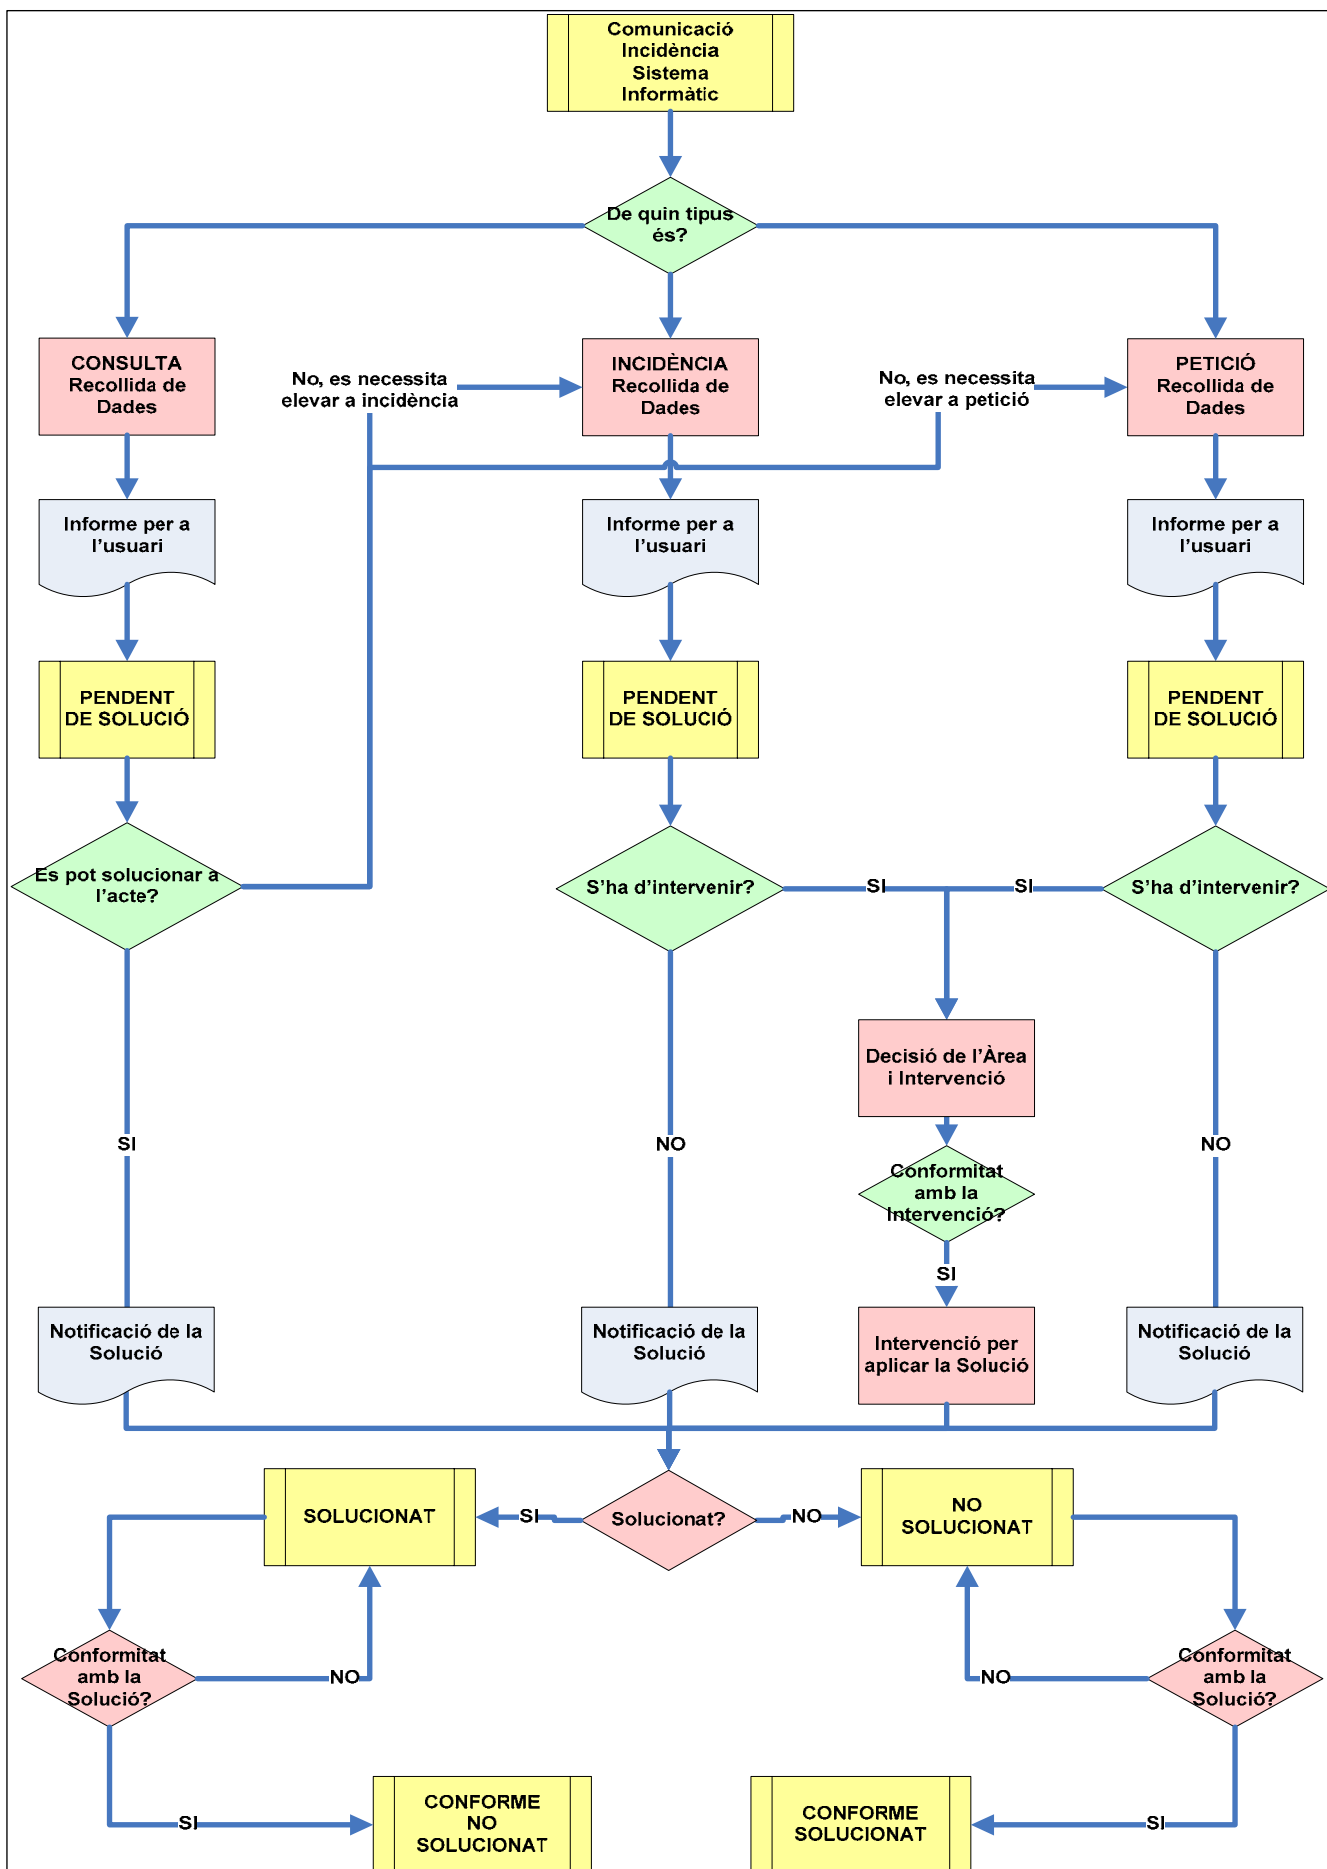 Comunicació
Incidència
Sistema
Informàtic
De quin tipus
és?
CONSULTA
Recollida de
Dades
No, es necessita
elevar a incidència
INCIDÈNCIA
Recollida de
Dades
No, es necessita
elevar a petició
PETICIÓ
Recollida de
Dades
Informe per a
l'usuari
Informe per a
l'usuari
Informe per a
l'usuari
PENDENT
DE SOLUCIÓ
PENDENT
DE SOLUCIÓ
PENDENT
DE SOLUCIÓ
Es pot solucionar a
l'acte?
S'ha d'intervenir?
SI
SI
S'ha d'intervenir?
Decisió de l'Àrea
i Intervenció
SI
NO
NO
Conformitat
amb la
Intervenció?
SI
Notificació de la
Solució
Notificació de la
Solució
Intervenció per
aplicar la Solució
Notificació de la
Solució
SOLUCIONAT
SI
Solucionat?
NO
NO
SOLUCIONAT
Conformitat
amb la
Solució?
NO
NO
Conformitat
amb la
Solució?
SI
CONFORME
NO
SOLUCIONAT
CONFORME
SOLUCIONAT
SI